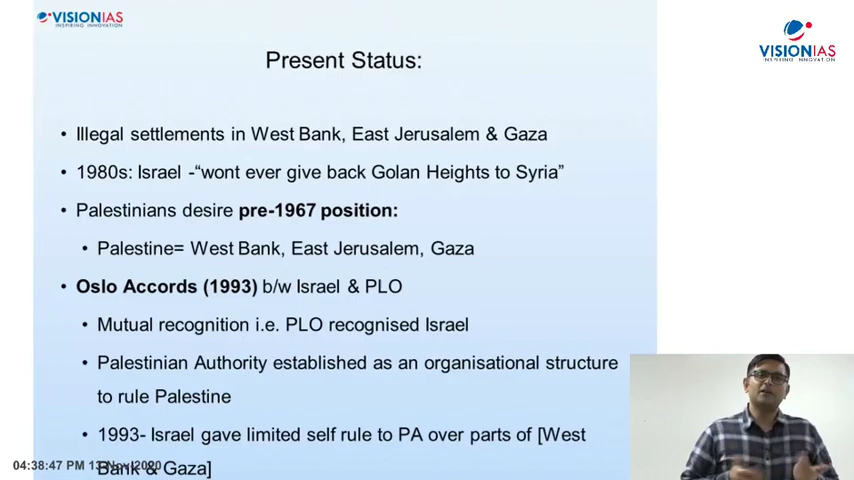 VISIONIAS
INSPIRING INNOVATION
VISIONIAS
INSPIRING INNOVATION
Present Status:
• Illegal settlements in West Bank, East Jerusalem & Gaza
• 1980s: Israel -“wont ever give back Golan Heights to Syria”
• Palestinians desire pre-1967 position:
• Palestine= West Bank, East Jerusalem, Gaza
• Oslo Accords (1993) b/w Israel & PLO
• Mutual recognition i.e. PLO recognised Israel
• Palestinian Authority established as an organisational structure
to rule Palestine
• 1993- Israel gave limited self rule to PA over parts of [West
Bank & Gaza]
04:38:47 PM 13 Nov 2020